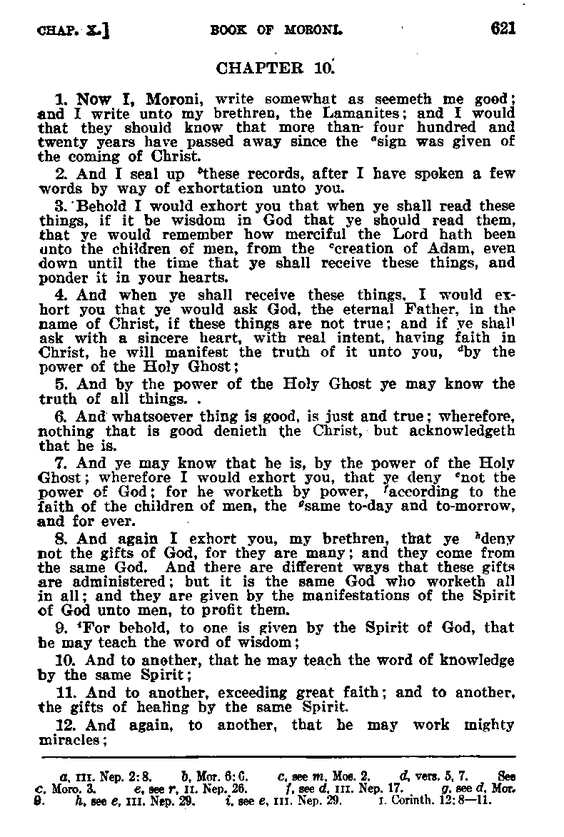 CHAP. X.] BOOK OF MORONI. 621
CHAPTER 10.
1. Now I, Moroni, write somewhat as seemeth me good;
and I write unto my brethren, the Lamanites; and I would
that they should know that more than four hundred and
twenty years have passed away since the ᵃsign was given of
the coming of Christ.
2. And I seal up ᵇthese records, after I have spoken a few
words by way of exhortation unto you.
3. Behold I would exhort you that when ye shall read these
things, if it be wisdom in God that ye should read them,
that ye would remember how merciful the Lord hath been
unto the children of men, from the ᶜcreation of Adam, even
down until the time that ye shall receive these things, and
ponder it in your hearts.
4. And when ye shall receive these things, I would ex-
hort you that ye would ask God, the eternal Father, in the
name of Christ, if these things are not true; and if ye shall
ask with a sincere heart, with real intent, having faith in
Christ, he will manifest the truth of it unto you, ᵈby the
power of the Holy Ghost;
5. And by the power of the Holy Ghost ye may know the
truth of all things.
6. And whatsoever thing is good, is just and true; wherefore,
nothing that is good denieth the Christ, but acknowledgeth
that he is.
7. And ye may know that he is, by the power of the Holy
Ghost; wherefore I would exhort you, that ye deny ᵉnot the
power of God; for he worketh by power, ᶠaccording to the
faith of the children of men, the ᵍsame to-day and to-morrow,
and for ever.
8. And again I exhort you, my brethren, that ye ʰdeny
not the gifts of God, for they are many; and they come from
the same God. And there are different ways that these gifts
are administered; but it is the same God who worketh all
in all; and they are given by the manifestations of the Spirit
of God unto men, to profit them.
9. ⁱFor behold, to one is given by the Spirit of God, that
he may teach the word of wisdom;
10. And to another, that he may teach the word of knowledge
by the same Spirit;
11. And to another, exceeding great faith; and to another,
the gifts of healing by the same Spirit.
12. And again, to another, that he may work mighty
miracles;
a, III. Nep. 2:8. b, Mor. 6:6. c, see m, Mos. 2. d, vers. 5, 7. See
c, Moro. 3. e, see r, II. Nep. 26. f, see d, III. Nep. 17. g, see d, Mor.
9. h, see e, III. Nep. 29. i, see e, III. Nep. 29. I. Corinth. 12:8—11.